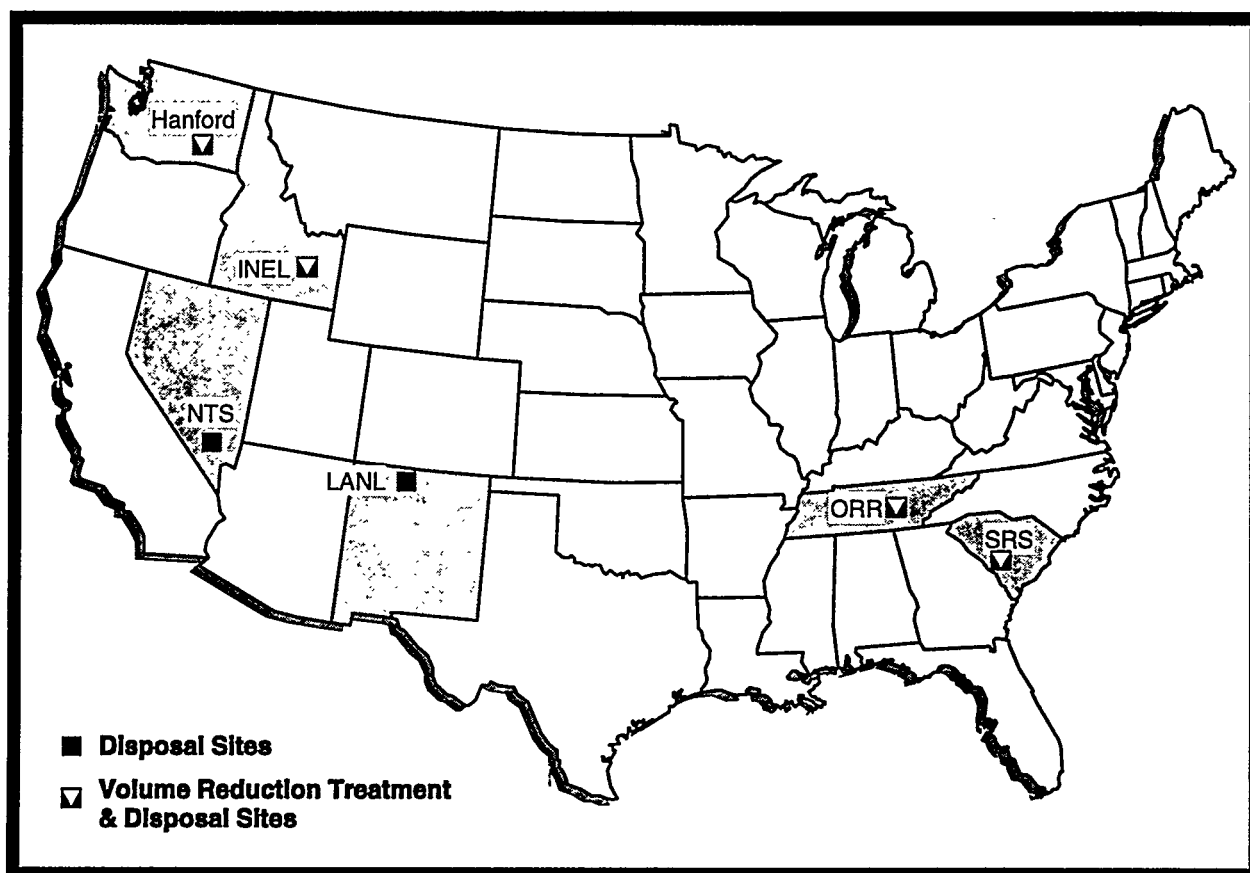 Hanford
INEL
NTS
LANL
ORR
SRS
Disposal Sites
Volume Reduction Treatment
& Disposal Sites